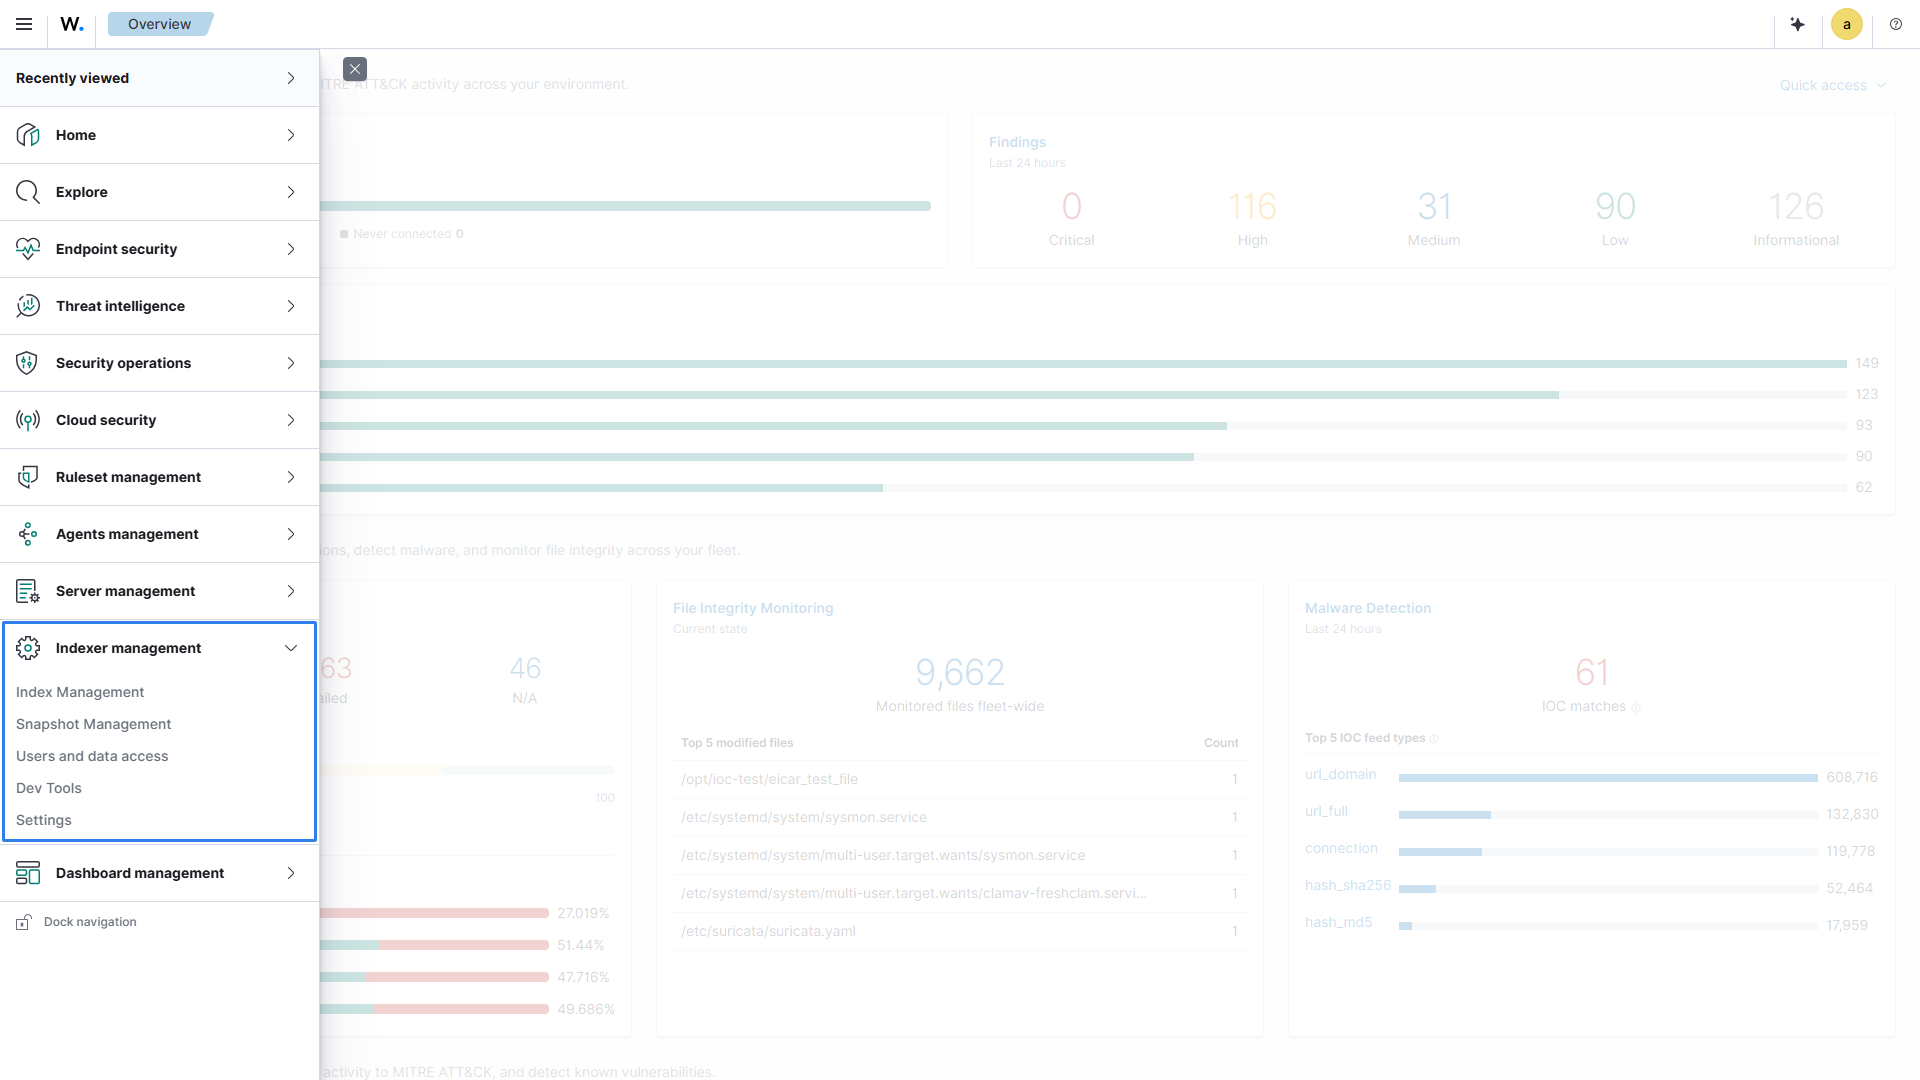 W.
Overview
a
Recently viewed
ITRE ATT&CK activity across your environment.
Quick access
Home
Explore
Endpoint security
Threat intelligence
Security operations
Cloud security
Ruleset management
Agents management
Server management
Indexer management
Index Management
Snapshot Management
Users and data access
Dev Tools
Settings
Dashboard management
Dock navigation
Never connected 0
Findings
Last 24 hours
0 116 31 90 126
Critical High Medium Low Informational
149
123
93
90
62
ions, detect malware, and monitor file integrity across your fleet.
63 46
ailed N/A
100
27.019%
51.44%
47.716%
49.686%
File Integrity Monitoring
Current state
9,662
Monitored files fleet-wide
Top 5 modified files Count
/opt/ioc-test/eicar_test_file 1
/etc/systemd/system/sysmon.service 1
/etc/systemd/system/multi-user.target.wants/sysmon.service 1
/etc/systemd/system/multi-user.target.wants/clamav-freshclam.servi... 1
/etc/suricata/suricata.yaml 1
Malware Detection
Last 24 hours
61
IOC matches
Top 5 IOC feed types
url_domain 608,716
url_full 132,830
connection 119,778
hash_sha256 52,464
hash_md5 17,959
activity to MITRE ATT&CK, and detect known vulnerabilities.